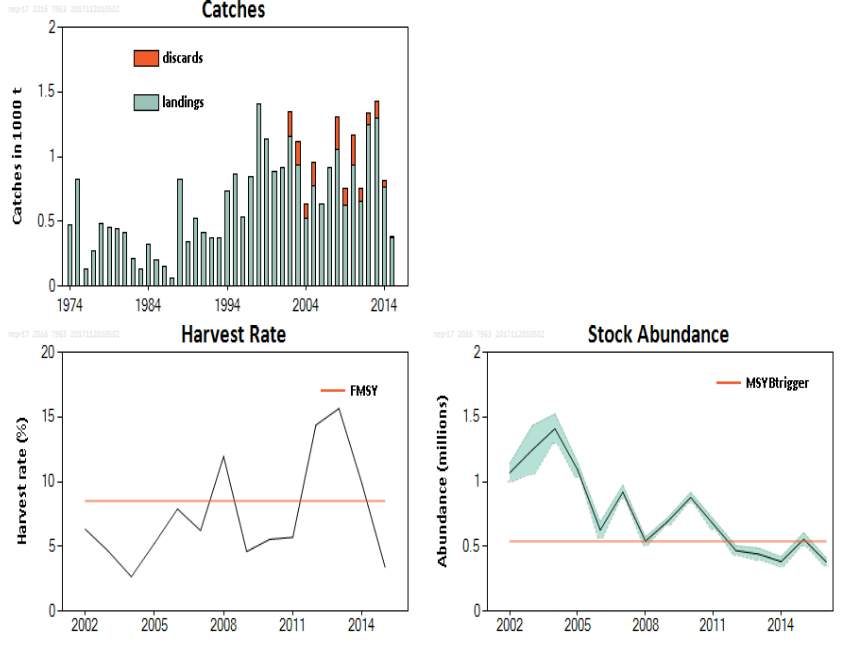 Catches
2
discards
1.5
landings
1
Catches in 1000 t
0.5
0
1974 1984 1994 2004 2014
Harvest Rate
20
FMSY
15
10
Harvest rate (%)
5
0
2002 2005 2008 2011 2014
Stock Abundance
2
MSYBtrigger
1.5
1
Abundance (millions)
0.5
0
2002 2005 2008 2011 2014